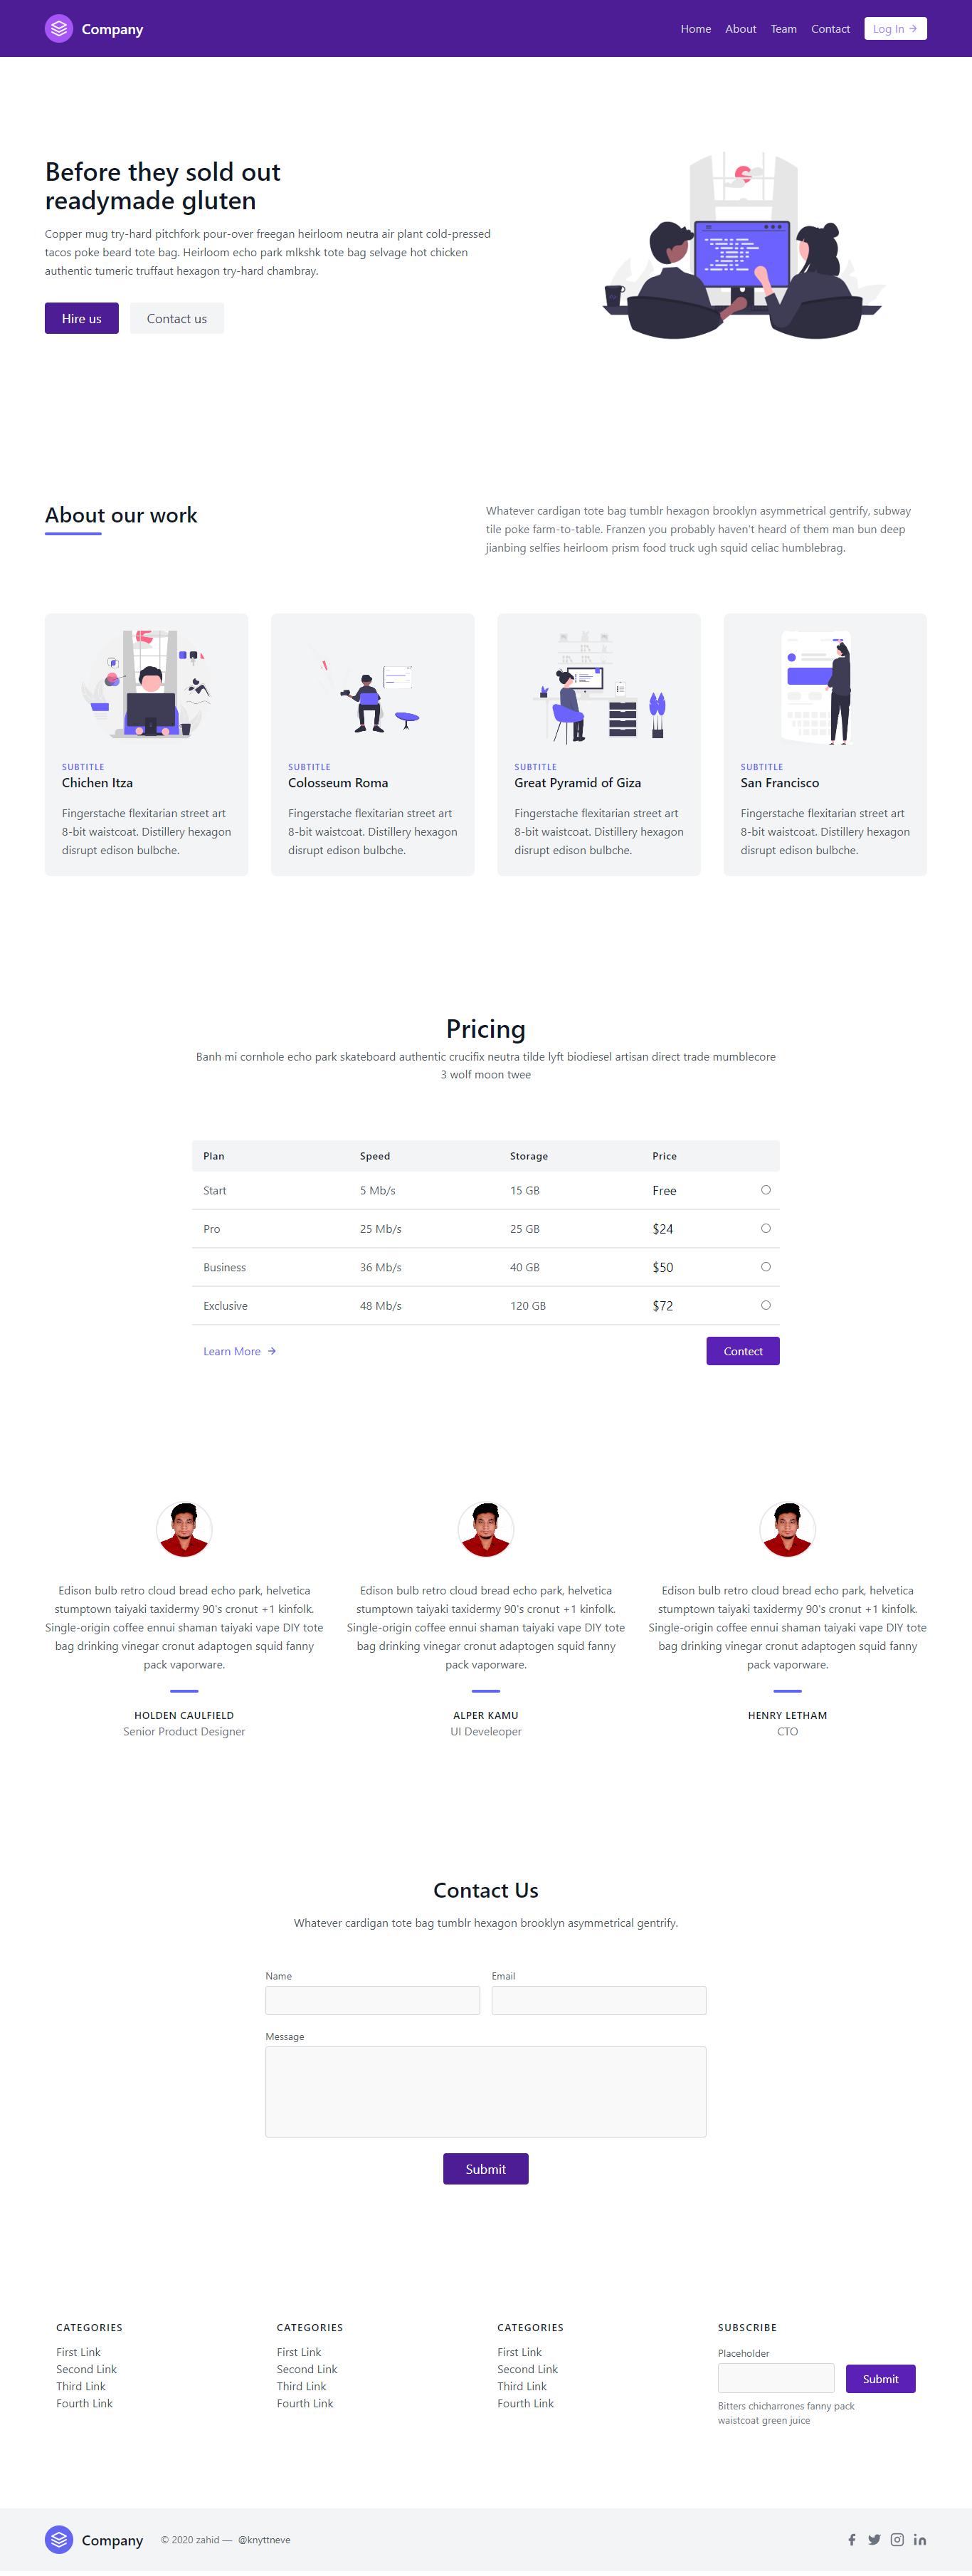 Company
Home About Team Contact Log In →
Before they sold out
readymade gluten
Copper mug try-hard pitchfork pour-over freegan heirloom neutra air plant cold-pressed
tacos poke beard tote bag. Heirloom echo park mlkshk tote bag selvage hot chicken
authentic tumeric truffaut hexagon try-hard chambray.
Hire us Contact us
About our work
Whatever cardigan tote bag tumblr hexagon brooklyn asymmetrical gentrify, subway
tile poke farm-to-table. Franzen you probably haven't heard of them man bun deep
jianbing selfies heirloom prism food truck ugh squid celiac humblebrag.
SUBTITLE
Chichen Itza
Fingerstache flexitarian street art
8-bit waistcoat. Distillery hexagon
disrupt edison bulbche.
SUBTITLE
Colosseum Roma
Fingerstache flexitarian street art
8-bit waistcoat. Distillery hexagon
disrupt edison bulbche.
SUBTITLE
Great Pyramid of Giza
Fingerstache flexitarian street art
8-bit waistcoat. Distillery hexagon
disrupt edison bulbche.
SUBTITLE
San Francisco
Fingerstache flexitarian street art
8-bit waistcoat. Distillery hexagon
disrupt edison bulbche.
Pricing
Banh mi cornhole echo park skateboard authentic crucifix neutra tilde lyft biodiesel artisan direct trade mumblecore
3 wolf moon twee
Plan Speed Storage Price
Start 5 Mb/s 15 GB Free
Pro 25 Mb/s 25 GB $24
Business 36 Mb/s 40 GB $50
Exclusive 48 Mb/s 120 GB $72
Learn More → Contect
Edison bulb retro cloud bread echo park, helvetica
stumptown taiyaki taxidermy 90's cronut +1 kinfolk.
Single-origin coffee ennui shaman taiyaki vape DIY tote
bag drinking vinegar cronut adaptogen squid fanny
pack vaporware.
HOLDEN CAULFIELD
Senior Product Designer
Edison bulb retro cloud bread echo park, helvetica
stumptown taiyaki taxidermy 90's cronut +1 kinfolk.
Single-origin coffee ennui shaman taiyaki vape DIY tote
bag drinking vinegar cronut adaptogen squid fanny
pack vaporware.
ALPER KAMU
UI Develeoper
Edison bulb retro cloud bread echo park, helvetica
stumptown taiyaki taxidermy 90's cronut +1 kinfolk.
Single-origin coffee ennui shaman taiyaki vape DIY tote
bag drinking vinegar cronut adaptogen squid fanny
pack vaporware.
HENRY LETHAM
CTO
Contact Us
Whatever cardigan tote bag tumblr hexagon brooklyn asymmetrical gentrify.
Name Email
Message
Submit
CATEGORIES
First Link
Second Link
Third Link
Fourth Link
CATEGORIES
First Link
Second Link
Third Link
Fourth Link
CATEGORIES
First Link
Second Link
Third Link
Fourth Link
SUBSCRIBE
Placeholder
Submit
Bitters chicharrones fanny pack
waistcoat green juice
Company © 2020 zahid — @knyttneve